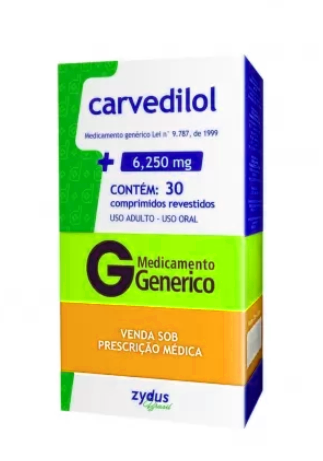 carvedilol
Medicamento genérico Lei n° 9.787, de 1999
6,250 mg
CONTÉM: 30
comprimidos revestidos
USO ADULTO - USO ORAL
G Medicamento
Generico
VENDA SOB
PRESCRIÇÃO MÉDICA
zydus